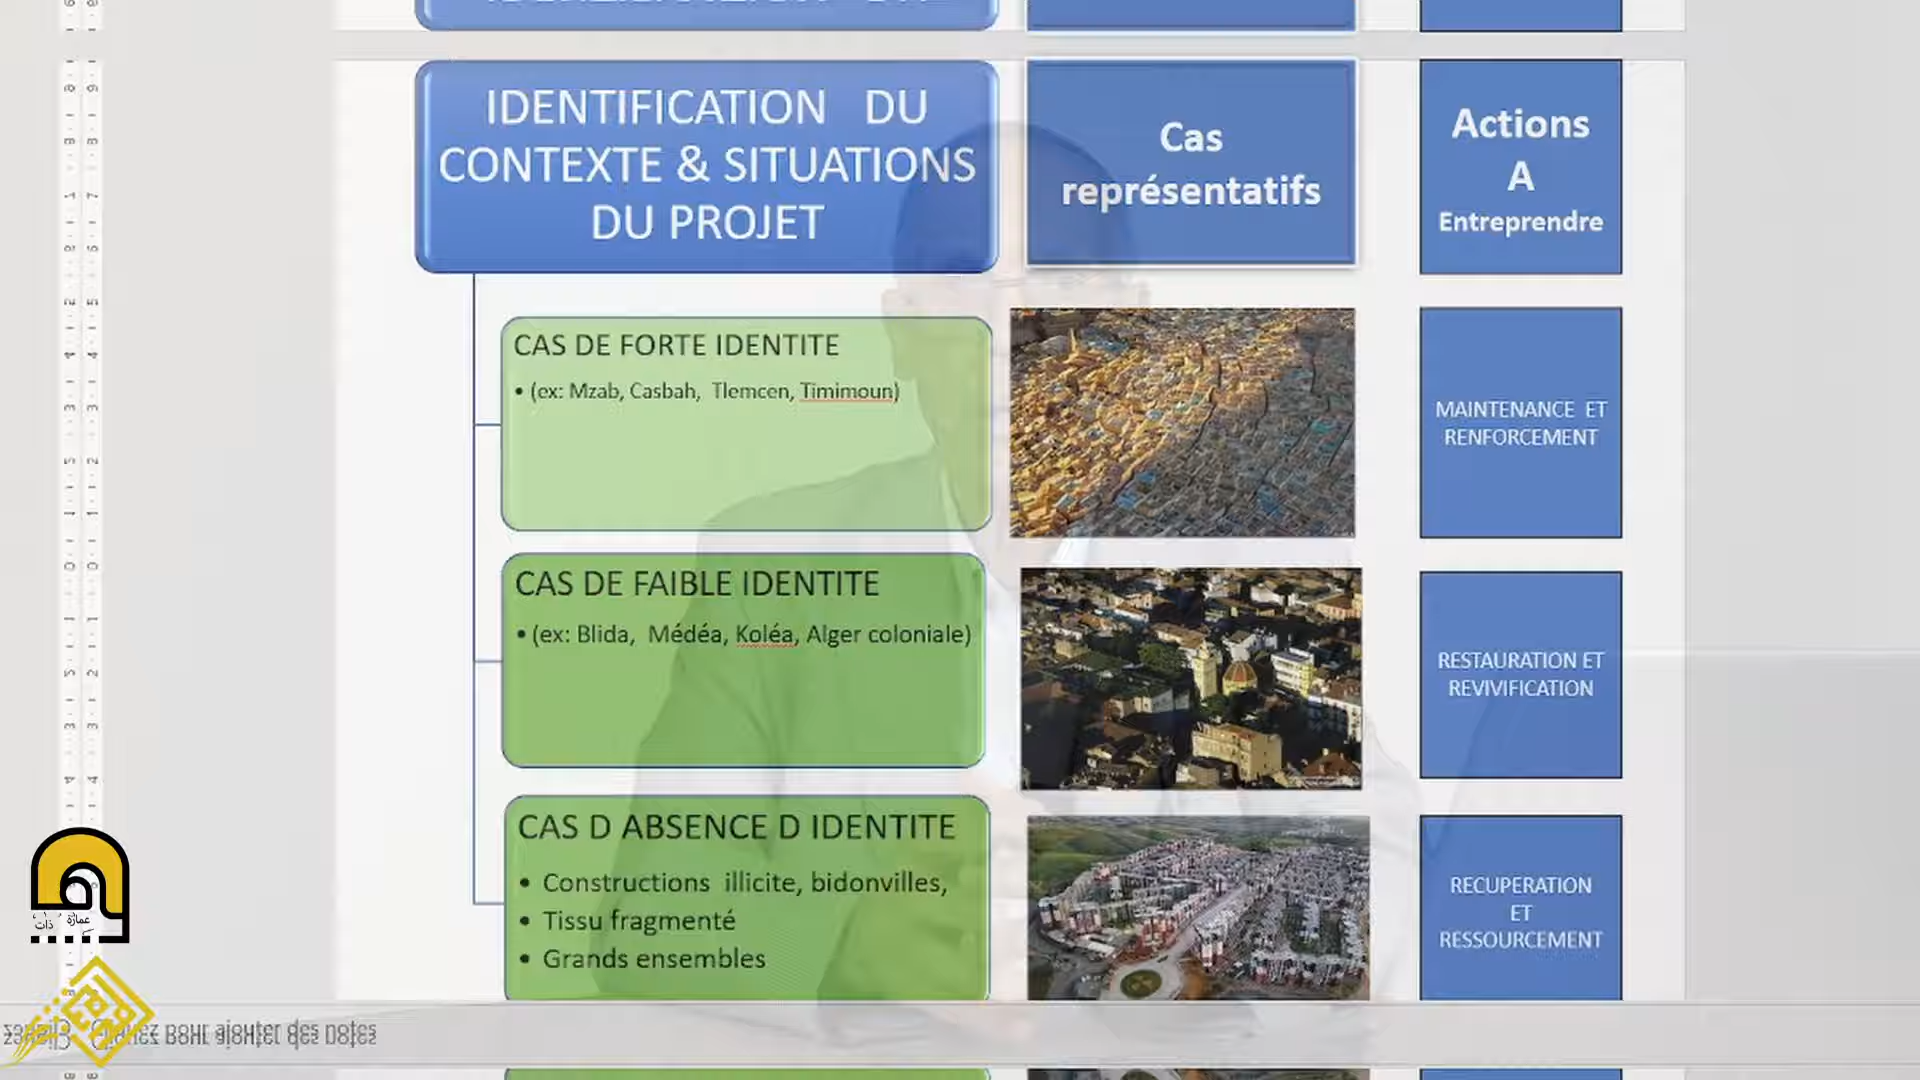 IDENTIFICATION DU
CONTEXTE & SITUATIONS
DU PROJET
Cas
représentatifs
Actions
A
Entreprendre
CAS DE FORTE IDENTITE
• (ex: Mzab, Casbah, Tlemcen, Timimoun)
MAINTENANCE ET
RENFORCEMENT
CAS DE FAIBLE IDENTITE
• (ex: Blida, Médéa, Koléa, Alger coloniale)
RESTAURATION ET
REVIVIFICATION
CAS D ABSENCE D IDENTITE
• Constructions illicite, bidonvilles,
• Tissu fragmenté
• Grands ensembles
RECUPERATION
ET
RESSOURCEMENT
عمارة ذات
pour ajouter des notes